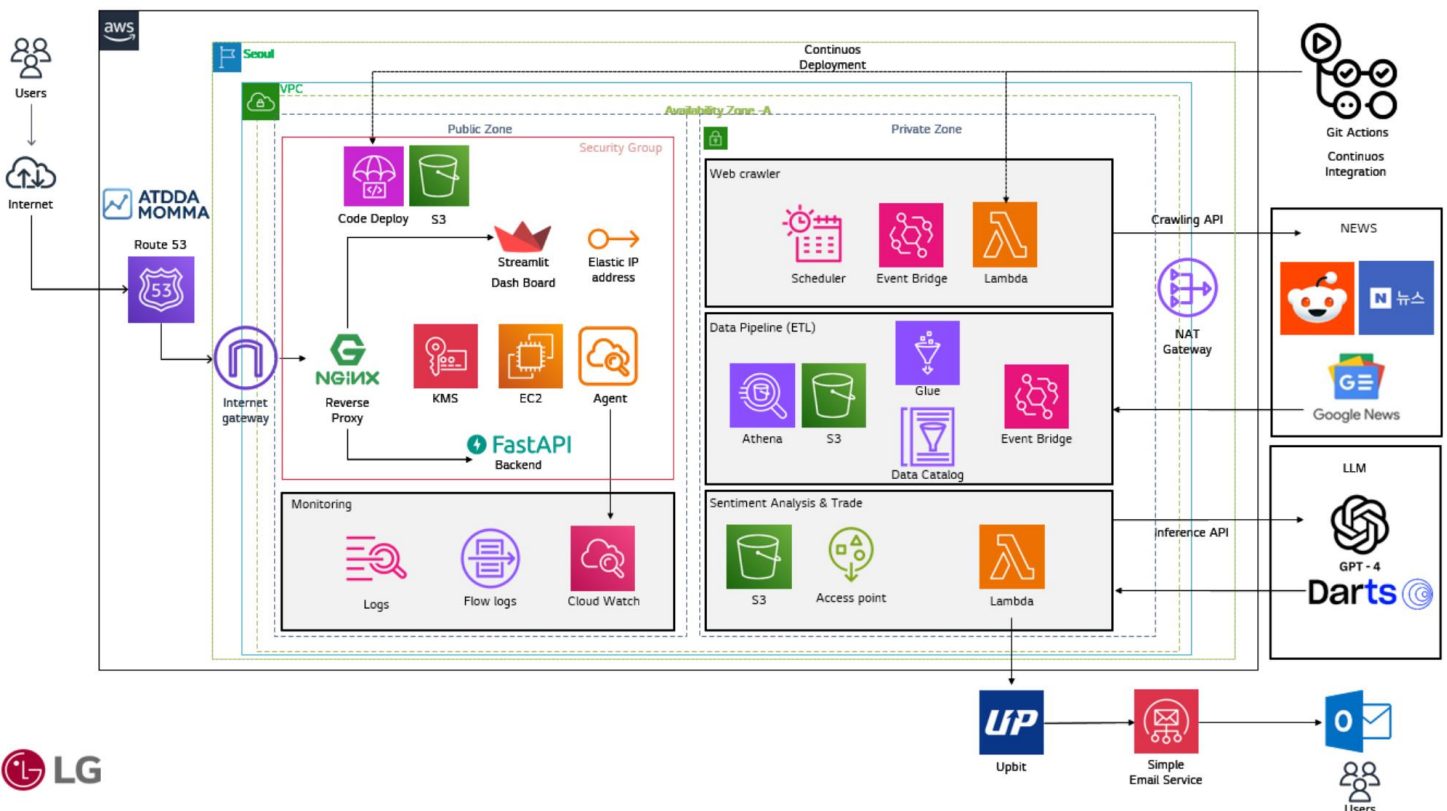 aws
Users
Internet
ATDDA
MOMMA
Route 53
53
Internet
gateway
Seoul
VPC
Availability Zone -A
Continuos
Deployment
Public Zone
Security Group
Code Deploy
S3
Streamlit
Dash Board
Elastic IP
address
NGiNX
Reverse
Proxy
KMS
EC2
Agent
FastAPI
Backend
Monitoring
Logs
Flow logs
Cloud Watch
Private Zone
Web crawler
Scheduler
Event Bridge
Lambda
Data Pipeline (ETL)
Athena
S3
Glue
Data Catalog
Event Bridge
Sentiment Analysis & Trade
S3
Access point
Lambda
Crawling API
NAT
Gateway
Inference API
Git Actions
Continuos
Integration
NEWS
N 뉴스
G
Google News
LLM
GPT - 4
Darts
UP
Upbit
Simple
Email Service
O
Users
LG